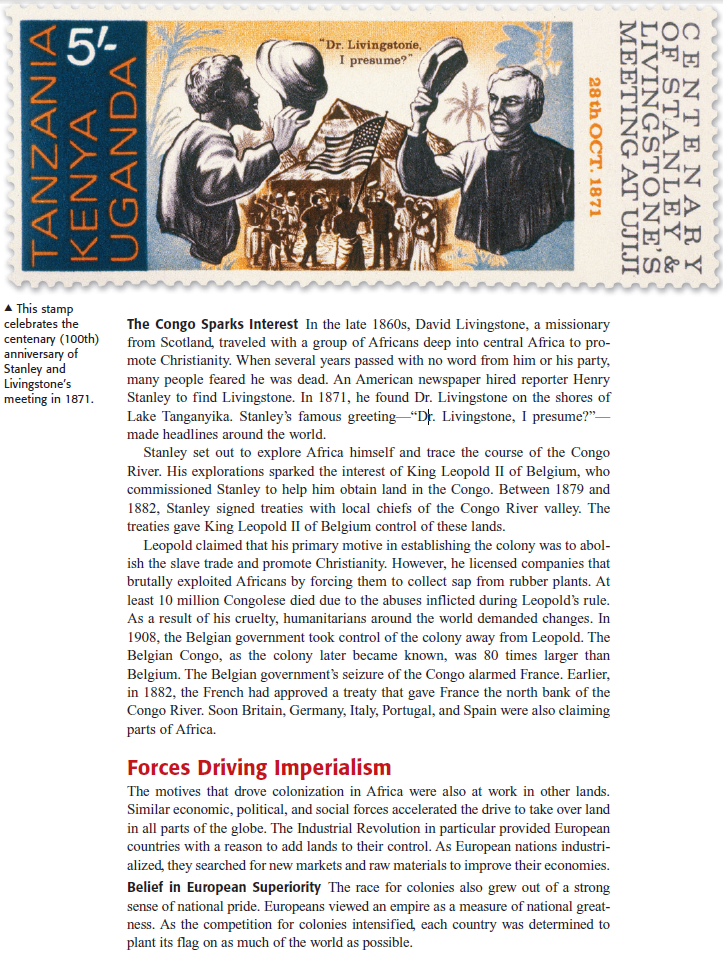 TANZANIA
KENYA
UGANDA
5/-
"Dr. Livingstone,
I presume?"
28th OCT. 1871
CENTENARY
OF STANLEY &
LIVINGSTONE'S
MEETING AT UJIJI
▲ This stamp
celebrates the
centenary (100th)
anniversary of
Stanley and
Livingstone's
meeting in 1871.
The Congo Sparks Interest In the late 1860s, David Livingstone, a missionary
from Scotland, traveled with a group of Africans deep into central Africa to pro-
mote Christianity. When several years passed with no word from him or his party,
many people feared he was dead. An American newspaper hired reporter Henry
Stanley to find Livingstone. In 1871, he found Dr. Livingstone on the shores of
Lake Tanganyika. Stanley's famous greeting—"Dr. Livingstone, I presume?"—
made headlines around the world.
Stanley set out to explore Africa himself and trace the course of the Congo
River. His explorations sparked the interest of King Leopold II of Belgium, who
commissioned Stanley to help him obtain land in the Congo. Between 1879 and
1882, Stanley signed treaties with local chiefs of the Congo River valley. The
treaties gave King Leopold II of Belgium control of these lands.
Leopold claimed that his primary motive in establishing the colony was to abol-
ish the slave trade and promote Christianity. However, he licensed companies that
brutally exploited Africans by forcing them to collect sap from rubber plants. At
least 10 million Congolese died due to the abuses inflicted during Leopold's rule.
As a result of his cruelty, humanitarians around the world demanded changes. In
1908, the Belgian government took control of the colony away from Leopold. The
Belgian Congo, as the colony later became known, was 80 times larger than
Belgium. The Belgian government's seizure of the Congo alarmed France. Earlier,
in 1882, the French had approved a treaty that gave France the north bank of the
Congo River. Soon Britain, Germany, Italy, Portugal, and Spain were also claiming
parts of Africa.
Forces Driving Imperialism
The motives that drove colonization in Africa were also at work in other lands.
Similar economic, political, and social forces accelerated the drive to take over land
in all parts of the globe. The Industrial Revolution in particular provided European
countries with a reason to add lands to their control. As European nations industri-
alized, they searched for new markets and raw materials to improve their economies.
Belief in European Superiority The race for colonies also grew out of a strong
sense of national pride. Europeans viewed an empire as a measure of national great-
ness. As the competition for colonies intensified, each country was determined to
plant its flag on as much of the world as possible.